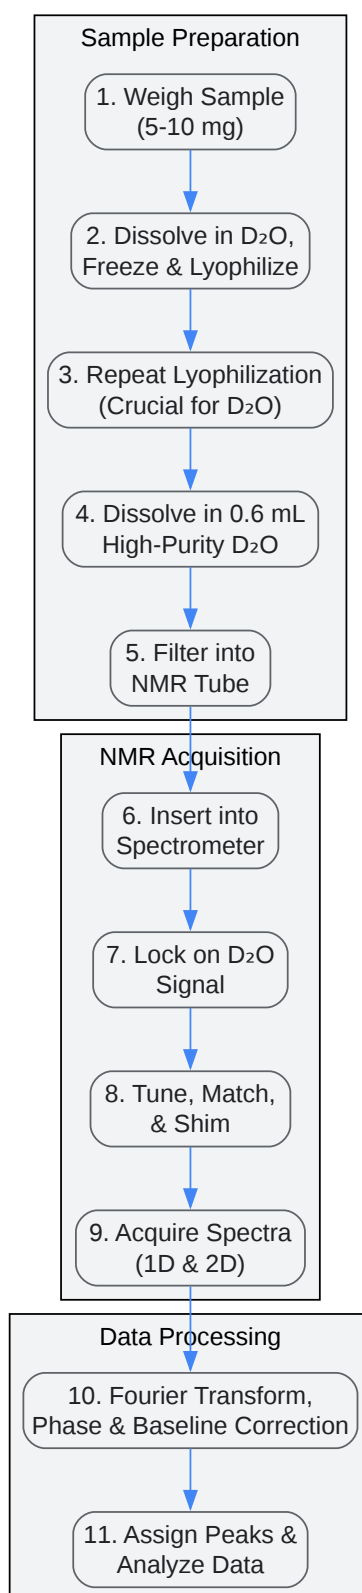 Sample Preparation
1. Weigh Sample
(5-10 mg)
2. Dissolve in D₂O,
Freeze & Lyophilize
3. Repeat Lyophilization
(Crucial for D₂O)
4. Dissolve in 0.6 mL
High-Purity D₂O
5. Filter into
NMR Tube
NMR Acquisition
6. Insert into
Spectrometer
7. Lock on D₂O
Signal
8. Tune, Match,
& Shim
9. Acquire Spectra
(1D & 2D)
Data Processing
10. Fourier Transform,
Phase & Baseline Correction
11. Assign Peaks &
Analyze Data